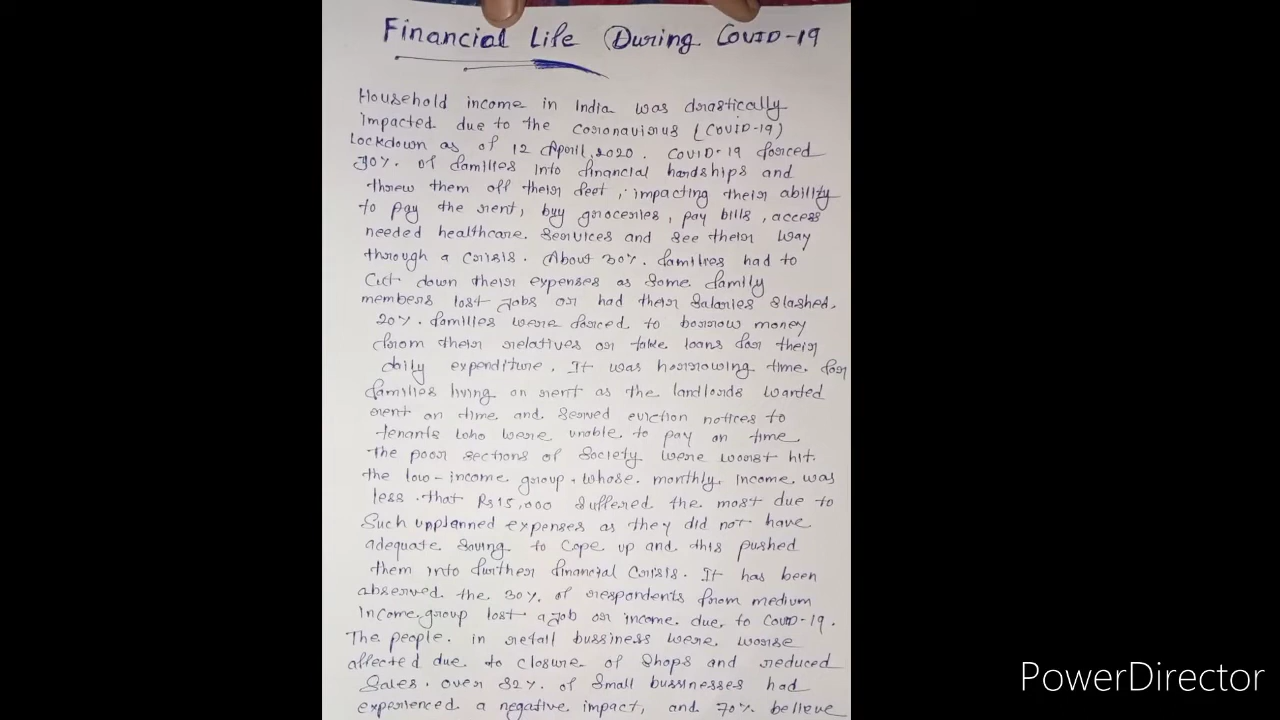 Financial Life During COVID-19
Household income in India was drastically
impacted due to the coronavirus (COVID-19)
Lockdown as of 12 April, 2020. COVID-19 forced
70% of families into financial hardships and
threw them off their feet, impacting their ability
to pay the rent, buy groceries, pay bills, access
needed healthcare services and see their way
through a crisis. About 30% families had to
Cut down their expenses as some family
members lost jobs or had their salaries slashed.
20% families were forced to borrow money
from their relatives or take loans for their
daily expenditure. It was horrowing time for
families living on rent as the landlords wanted
rent on time and served eviction notices to
tenants who were unable to pay on time
The poor sections of society were worst hit.
the low-income group, whose monthly income was
less that Rs 15,000 suffered the most due to
Such unplanned expenses as they did not have
adequate saving to cope up and this pushed
them into further financial crisis. It has been
observed the 30% of respondents from medium
income group lost a job or income due to COVID-19.
The people in retail bussiness were worse
affected due to closure of shops and reduced
sales. over 82% of small bussinesses had
experienced a negative impact, and 70% believe
PowerDirector